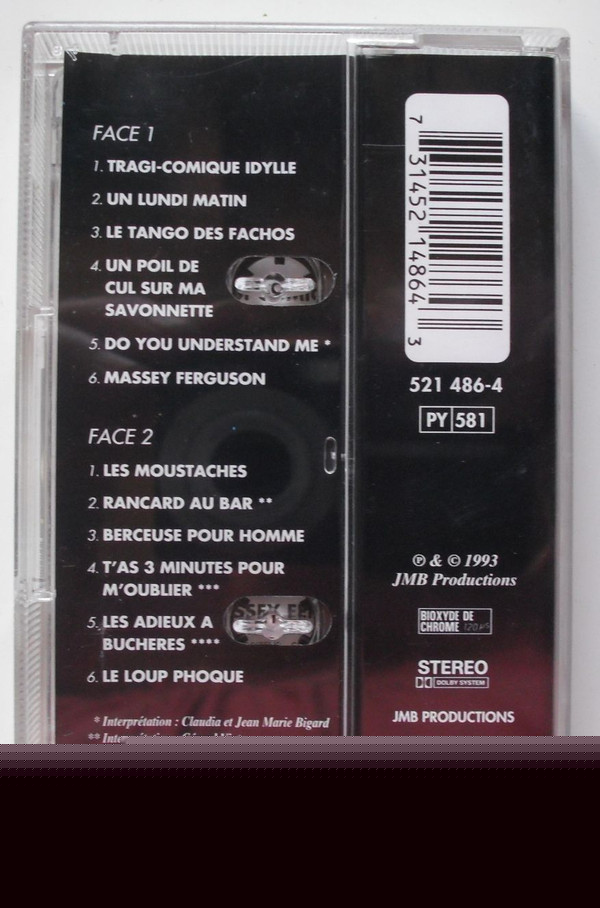 FACE 1
1. TRAGI-COMIQUE IDYLLE
2. UN LUNDI MATIN
3. LE TANGO DES FACHOS
4. UN POIL DE
CUL SUR MA
SAVONNETTE
5. DO YOU UNDERSTAND ME *
6. MASSEY FERGUSON
FACE 2
1. LES MOUSTACHES
2. RANCARD AU BAR **
3. BERCEUSE POUR HOMME
4. T'AS 3 MINUTES POUR
M'OUBLIER ***
5. LES ADIEUX A
BUCHERES ****
6. LE LOUP PHOQUE
* Interprétation : Claudia et Jean Marie Bigard
**
7 31452 14864 3
521 486-4
PY 581
℗ & © 1993
JMB Productions
BIOXYDE DE
CHROME 120 µs
STEREO
DOLBY SYSTEM
JMB PRODUCTIONS